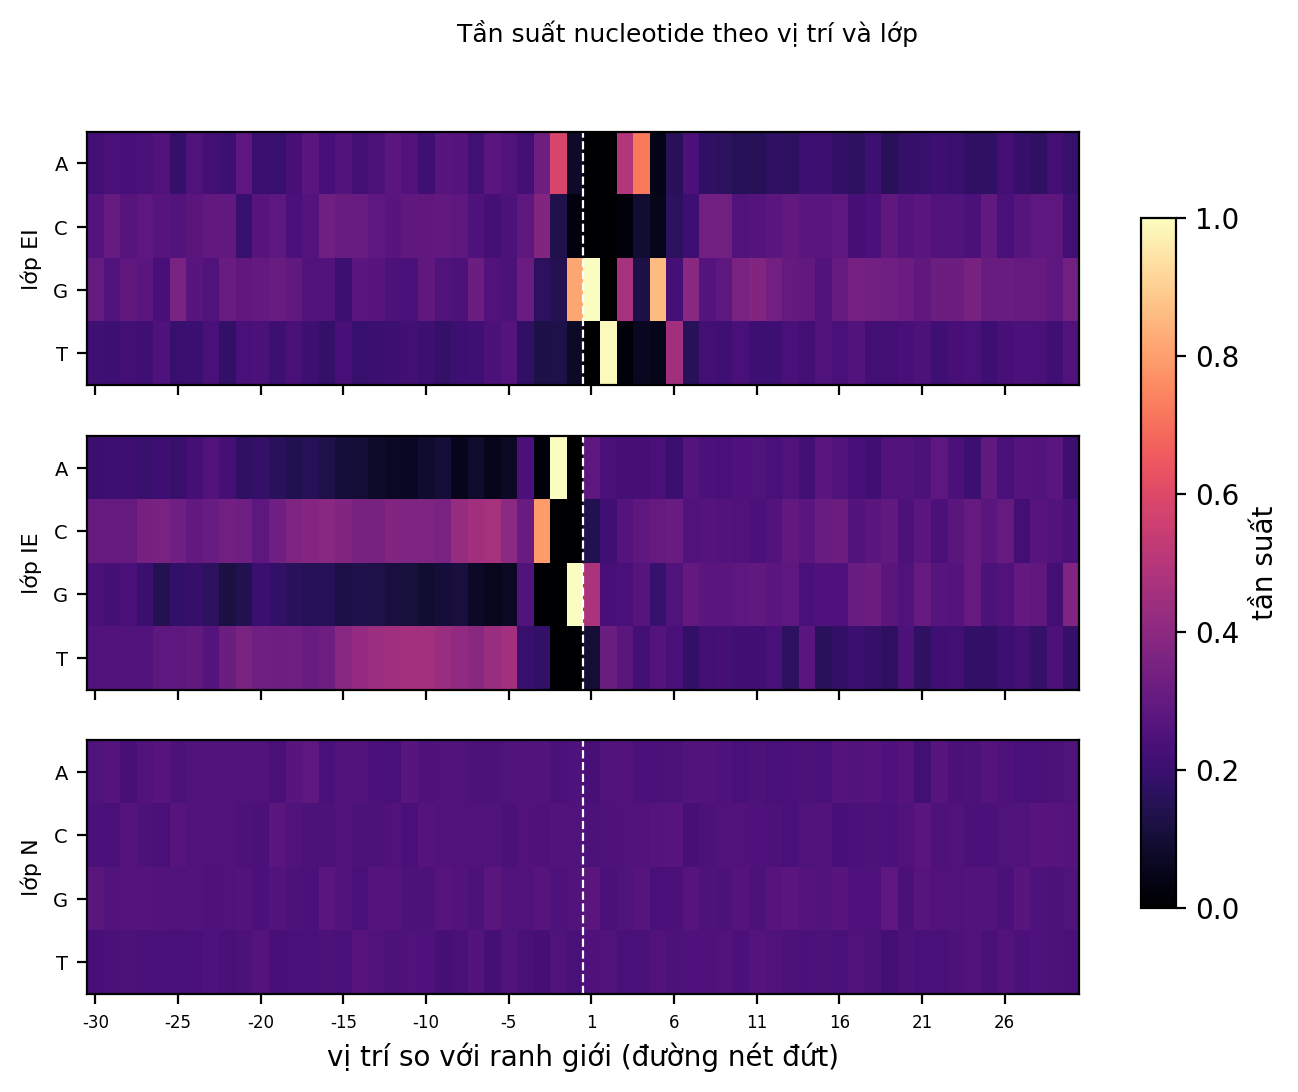 Tần suất nucleotide theo vị trí và lớp
lớp EI
A
C
G
T
lớp IE
A
C
G
T
lớp N
A
C
G
T
-30 -25 -20 -15 -10 -5 1 6 11 16 21 26
vị trí so với ranh giới (đường nét đứt)
1.0
0.8
0.6
0.4
0.2
0.0
tần suất